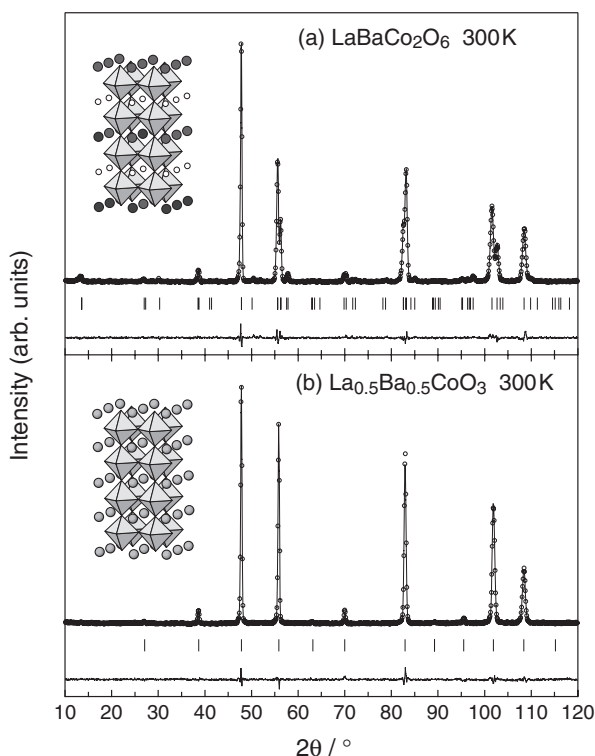 (a) LaBaCo₂O₆ 300K
(b) La₀.₅Ba₀.₅CoO₃ 300K
Intensity (arb. units)
10 20 30 40 50 60 70 80 90 100 110 120
2θ / °